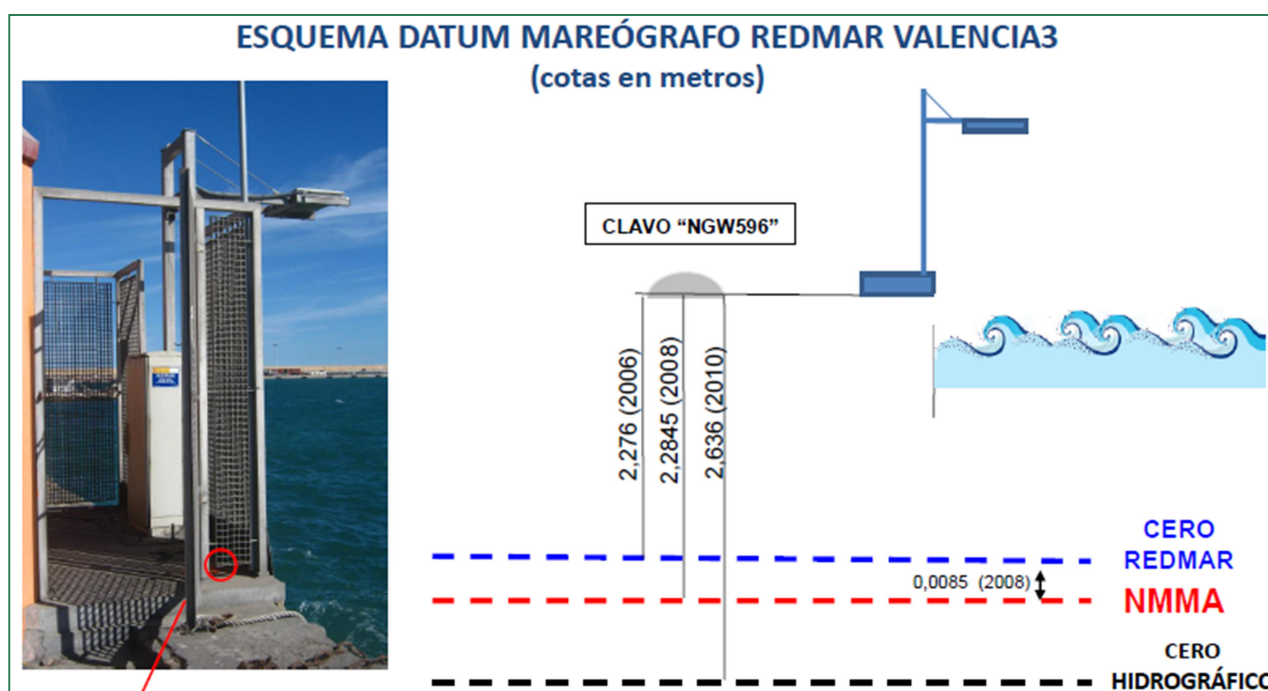 ESQUEMA DATUM MAREÓGRAFO REDMAR VALENCIA3
(cotas en metros)
CLAVO “NGW596”
2,276 (2006)
2,2845 (2008)
2,636 (2010)
CERO
REDMAR
0,0085 (2008)
NMMA
CERO
HIDROGRÁFICO